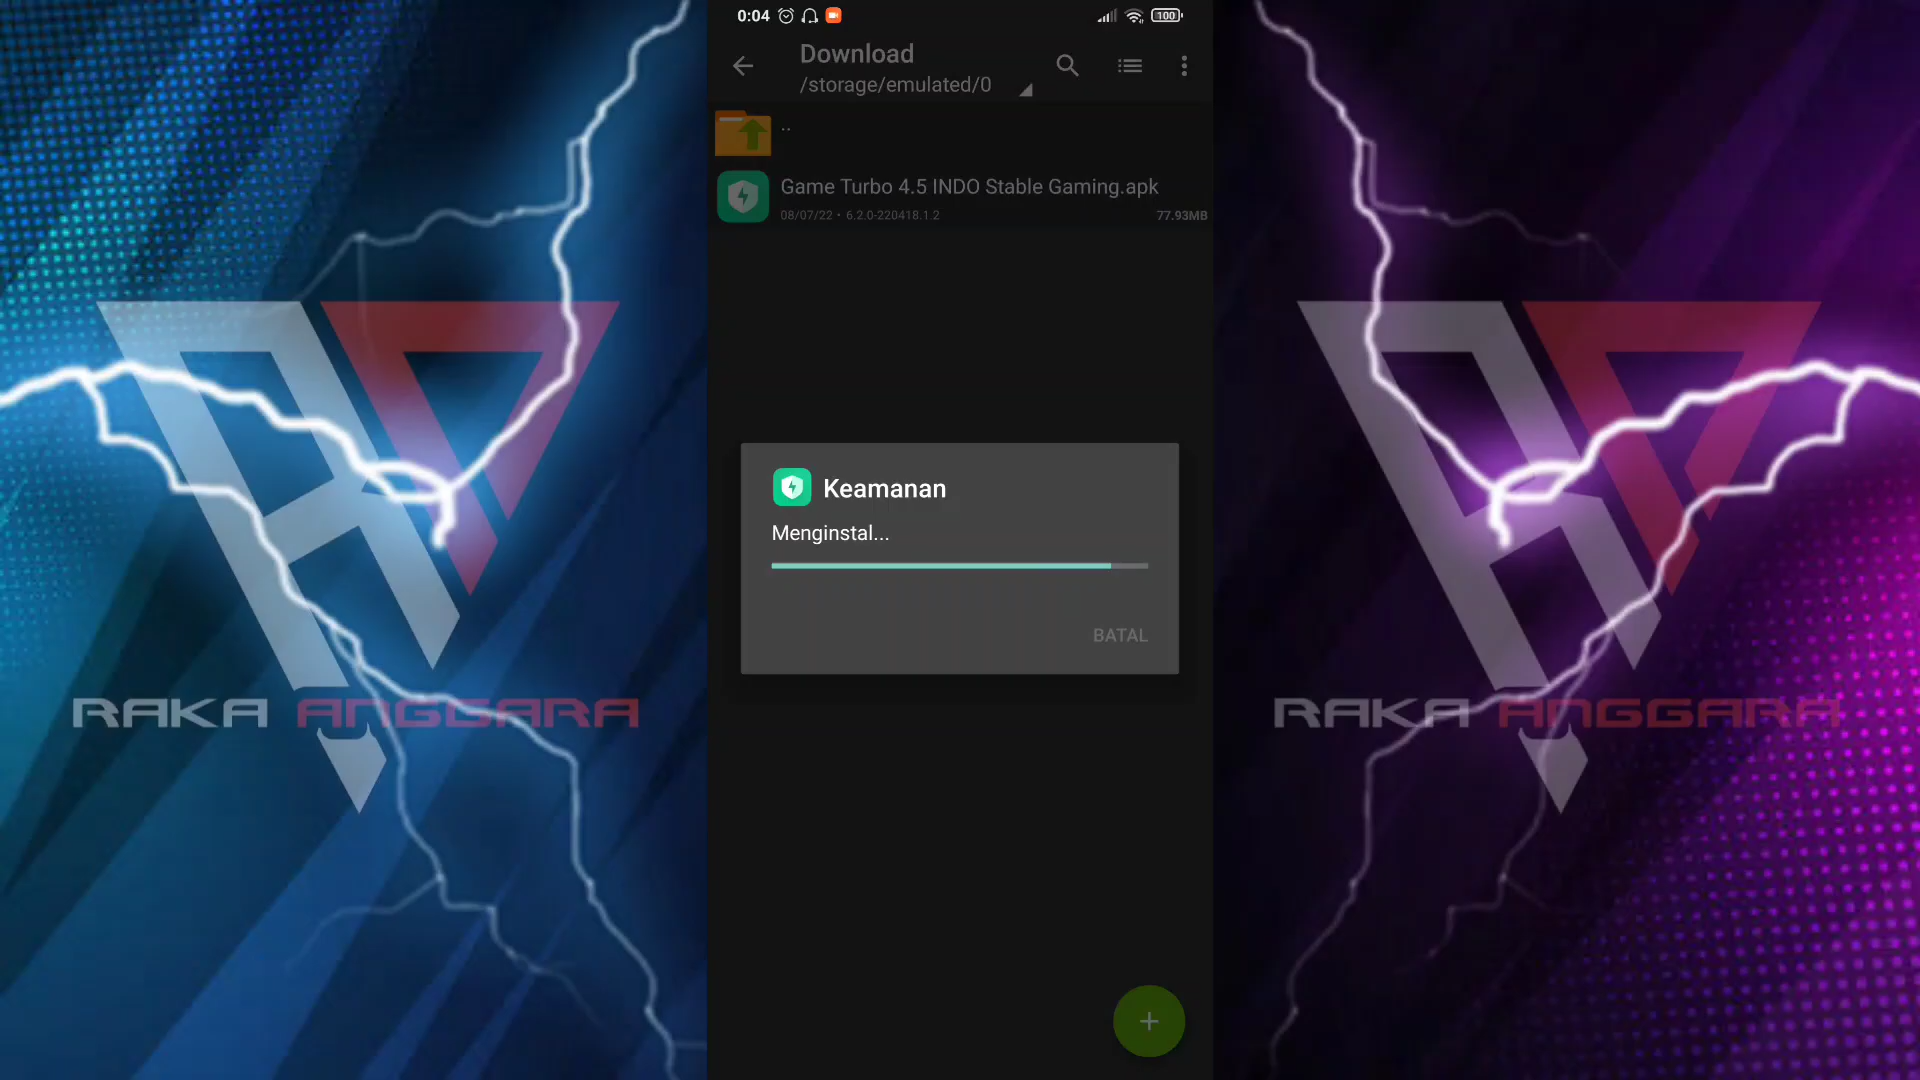 0:04
100
Download
/storage/emulated/0
..
Game Turbo 4.5 INDO Stable Gaming.apk
08/07/22 • 6.2.0-220418.1.2
77.93MB
Keamanan
Menginstal...
BATAL
RAKA ANGGARA
RAKA ANGGARA